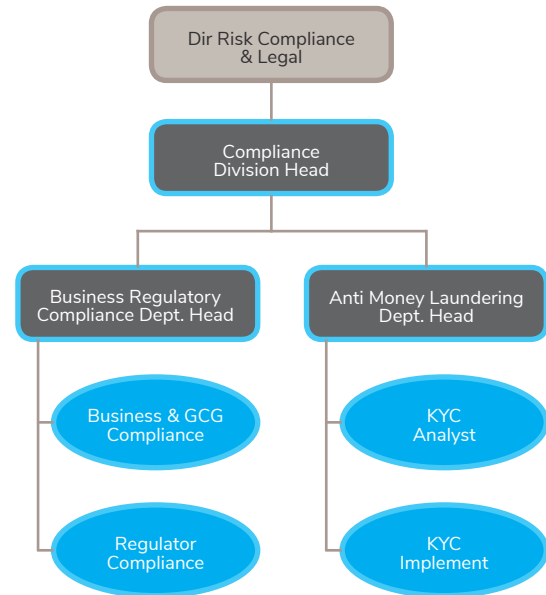 Dir Risk Compliance
& Legal
Compliance
Division Head
Business Regulatory
Compliance Dept. Head
Anti Money Laundering
Dept. Head
Business & GCG
Compliance
KYC
Analyst
Regulator
Compliance
KYC
Implement